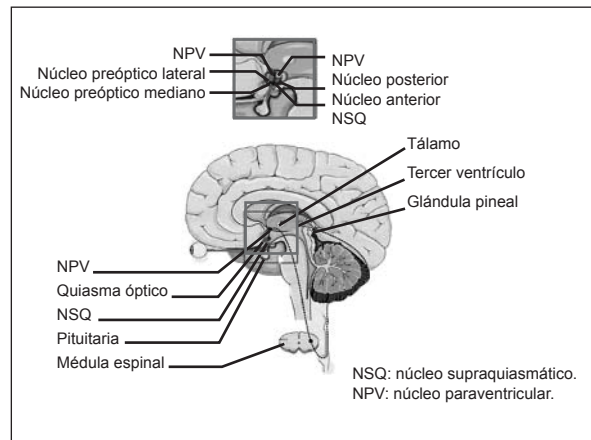 NPV
Núcleo preóptico lateral
Núcleo preóptico mediano
NPV
Núcleo posterior
Núcleo anterior
NSQ
Tálamo
Tercer ventrículo
Glándula pineal
NPV
Quiasma óptico
NSQ
Pituitaria
Médula espinal
NSQ: núcleo supraquiasmático.
NPV: núcleo paraventricular.